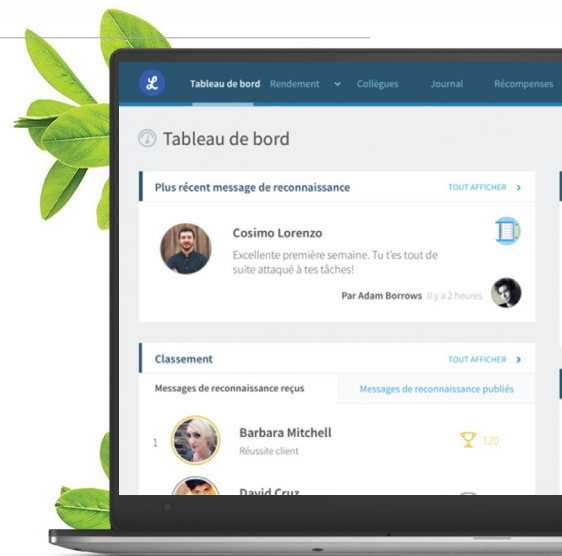 L
Tableau de bord Rendement Collègues Journal Récompenses
Tableau de bord
Plus récent message de reconnaissance TOUT AFFICHER
Cosimo Lorenzo
Excellente première semaine. Tu t'es tout de
suite attaqué à tes tâches!
Par Adam Borrows Il y a 2 heures
Classement TOUT AFFICHER
Messages de reconnaissance reçus Messages de reconnaissance publiés
1 Barbara Mitchell 120
Réussite client
David Cruz